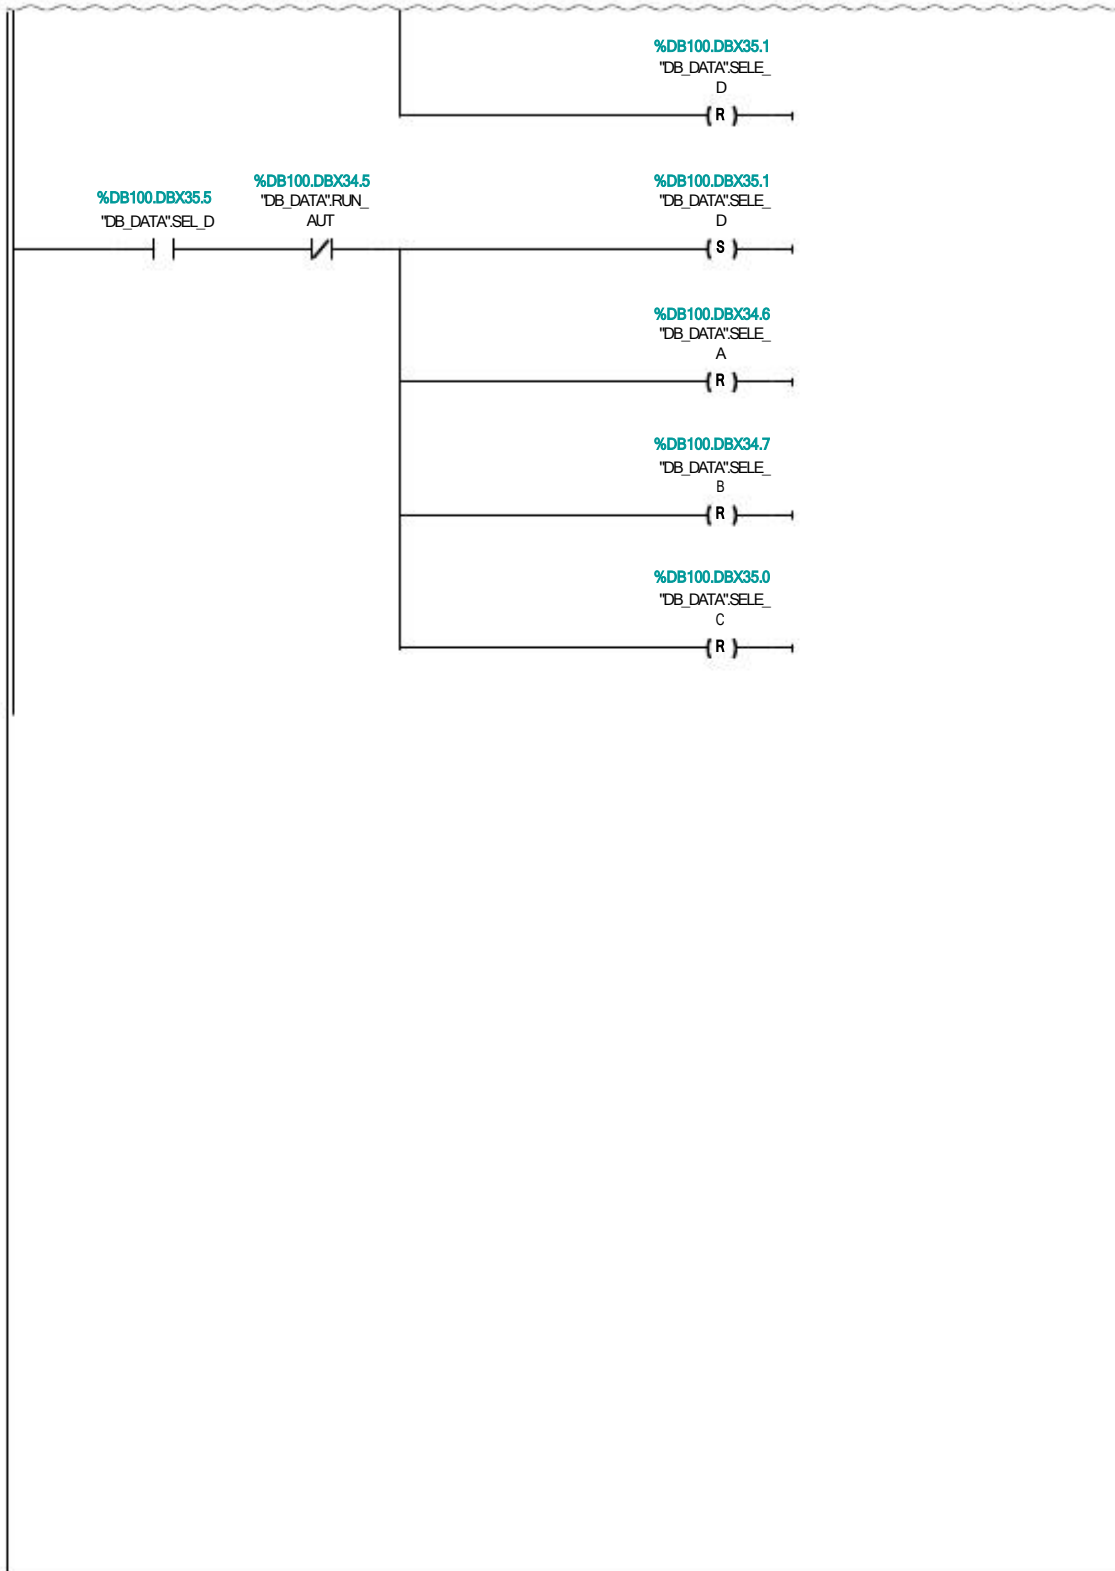 %DB100.DBX35.1
"DB_DATA".SELE_
D
( R )
%DB100.DBX35.5
"DB_DATA".SEL_D
%DB100.DBX34.5
"DB_DATA".RUN_
AUT
%DB100.DBX35.1
"DB_DATA".SELE_
D
( S )
%DB100.DBX34.6
"DB_DATA".SELE_
A
( R )
%DB100.DBX34.7
"DB_DATA".SELE_
B
( R )
%DB100.DBX35.0
"DB_DATA".SELE_
C
( R )